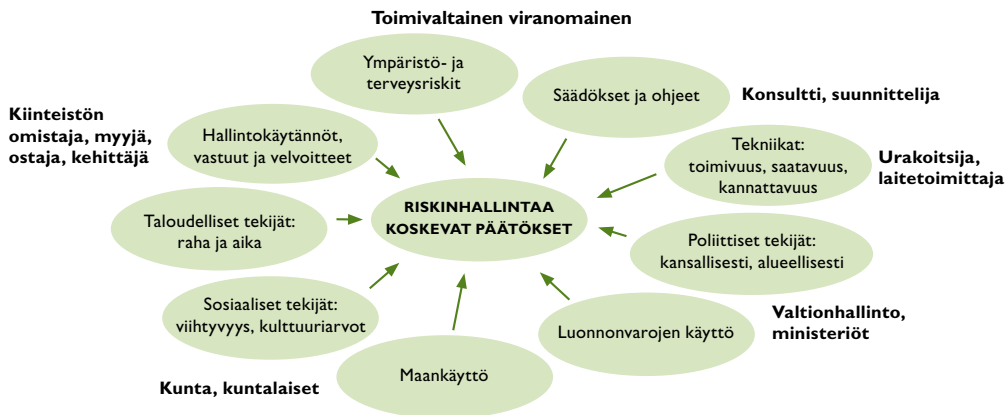 Toimivaltainen viranomainen
Ympäristö- ja
terveysriskit
Säädökset ja ohjeet
Konsultti, suunnittelija
Kiinteistön
omistaja, myyjä,
ostaja, kehittäjä
Hallintokäytännöt,
vastuut ja velvoitteet
Tekniikat:
toimivuus, saatavuus,
kannattavuus
Urakoitsija,
laitetoimittaja
RISKINHALLINTAA
KOSKEVAT PÄÄTÖKSET
Taloudelliset tekijät:
raha ja aika
Poliittiset tekijät:
kansallisesti, alueellisesti
Sosiaaliset tekijät:
viihtyvyys, kulttuuriarvot
Luonnonvarojen käyttö
Valtionhallinto,
ministeriöt
Maankäyttö
Kunta, kuntalaiset